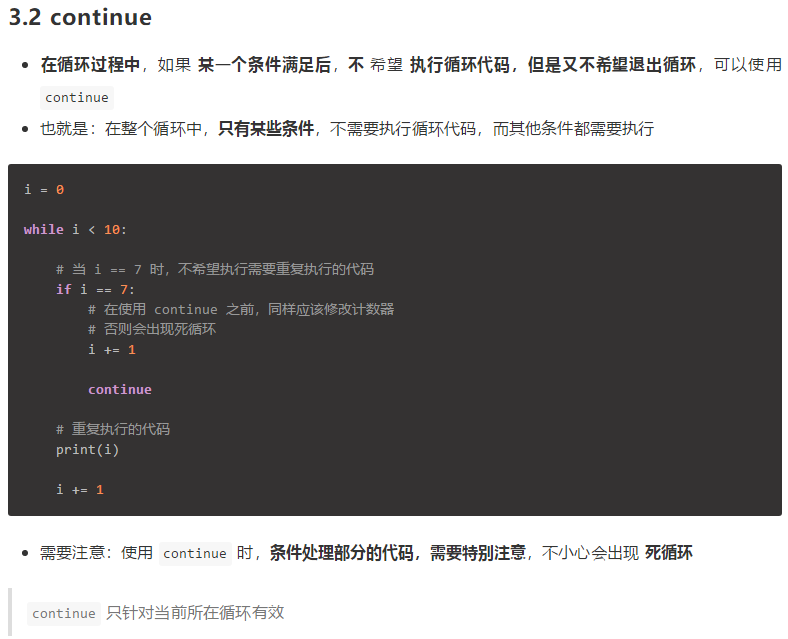 3.2 continue
在循环过程中，如果 某一个条件满足后，不 希望 执行循环代码，但是又不希望退出循环，可以使用
continue
也就是：在整个循环中，只有某些条件，不需要执行循环代码，而其他条件都需要执行
i = 0
while i < 10:
# 当 i == 7 时，不希望执行需要重复执行的代码
if i == 7:
# 在使用 continue 之前，同样应该修改计数器
# 否则会出现死循环
i += 1
continue
# 重复执行的代码
print(i)
i += 1
需要注意：使用 continue 时，条件处理部分的代码，需要特别注意，不小心会出现 死循环
continue 只针对当前所在循环有效